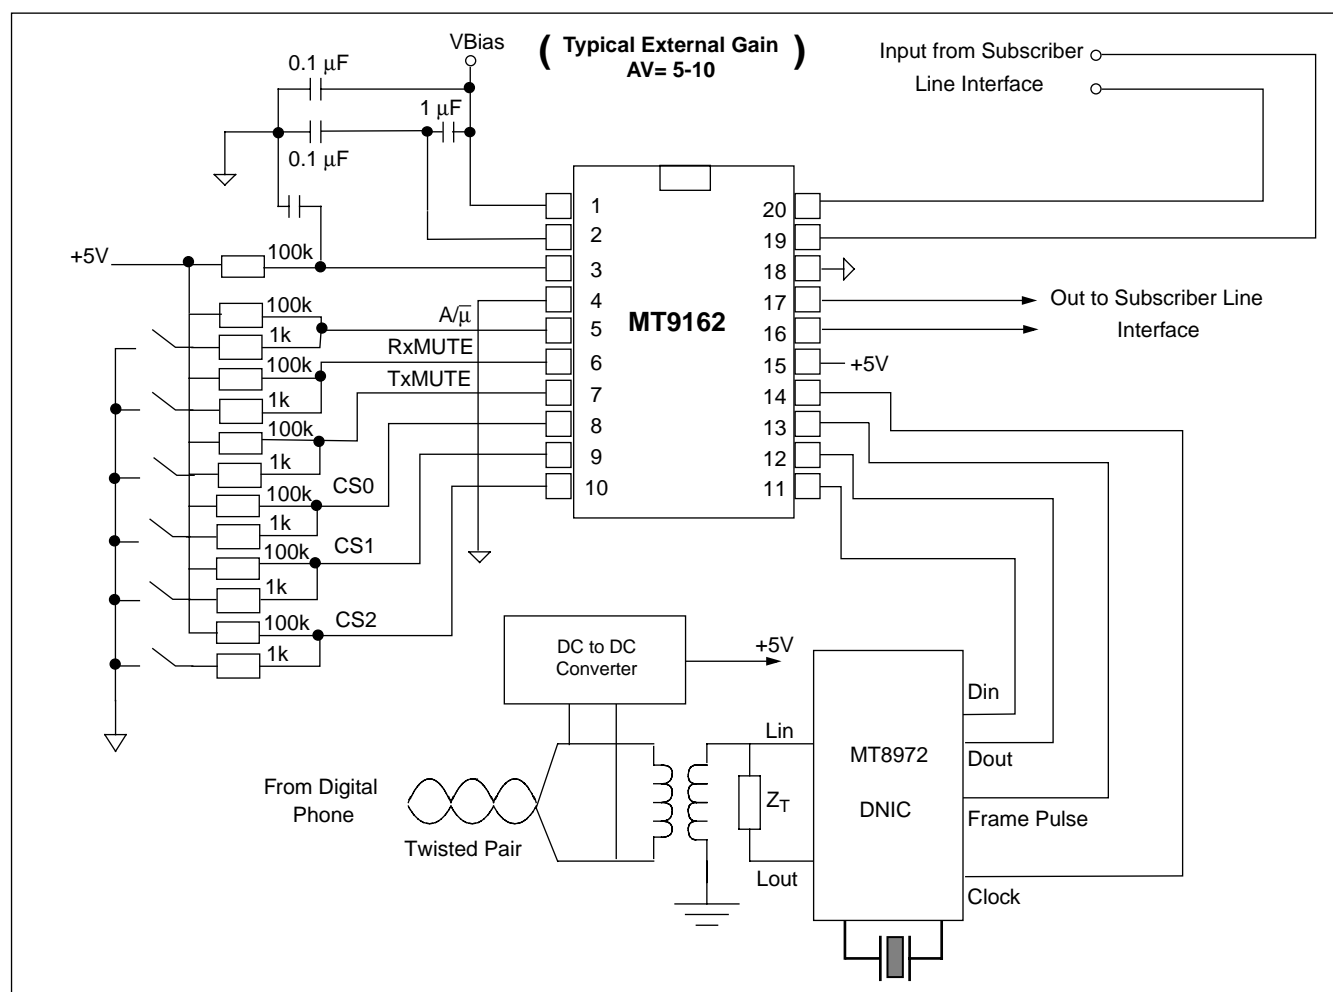 VBias
( Typical External Gain )
AV= 5-10
Input from Subscriber
Line Interface
0.1 μF
1 μF
0.1 μF
+5V
100k
100k
A/μ̅
1k
RxMUTE
100k
TxMUTE
1k
100k
1k
CS0
100k
1k
CS1
100k
1k
CS2
100k
1k
1
2
3
4
5
6
7
8
9
10
MT9162
20
19
18
17
16
15
14
13
12
11
Out to Subscriber Line
Interface
+5V
DC to DC
Converter
+5V
From Digital
Phone
Twisted Pair
Lin
ZT
Lout
MT8972
DNIC
Din
Dout
Frame Pulse
Clock